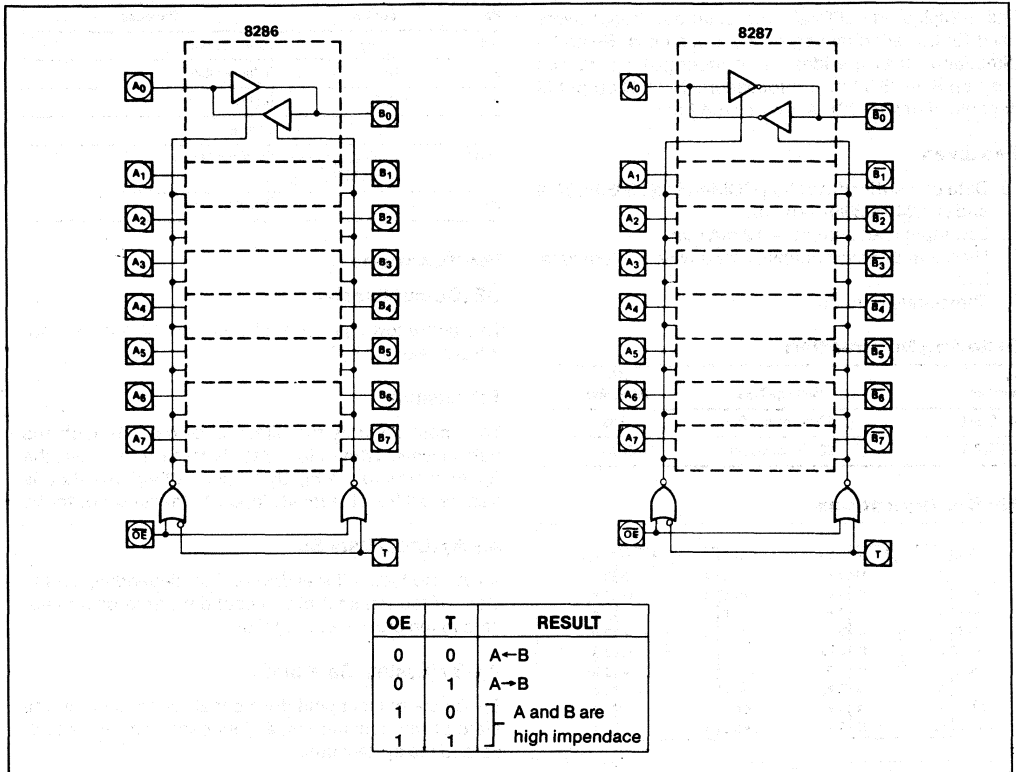 8286
A0
B0
A1
B1
A2
B2
A3
B3
A4
B4
A5
B5
A6
B6
A7
B7
OE
T
8287
A0
B0
A1
B1
A2
B2
A3
B3
A4
B4
A5
B5
A6
B6
A7
B7
OE
T
OE T RESULT
0 0 A←B
0 1 A→B
1 0 A and B are
1 1 high impendace